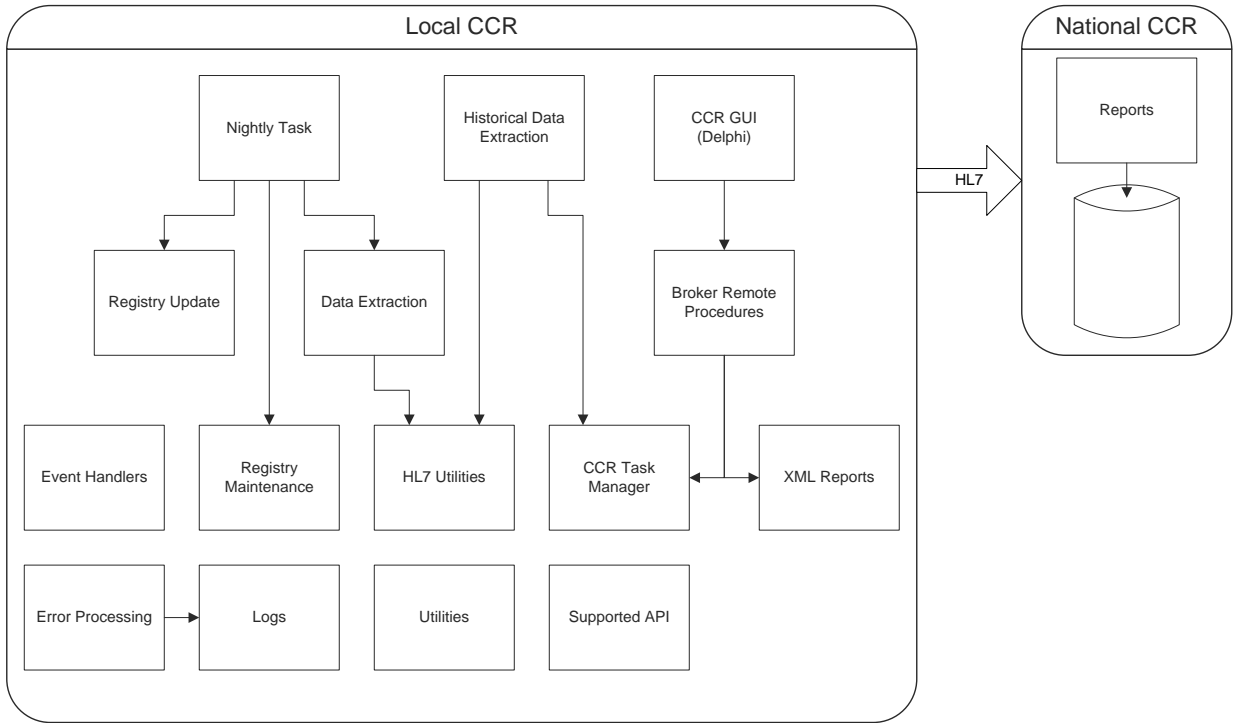 Local CCR
National CCR
Nightly Task
Historical Data
Extraction
CCR GUI
(Delphi)
Reports
HL7
Registry Update
Data Extraction
Broker Remote
Procedures
Event Handlers
Registry
Maintenance
HL7 Utilities
CCR Task
Manager
XML Reports
Error Processing
Logs
Utilities
Supported API